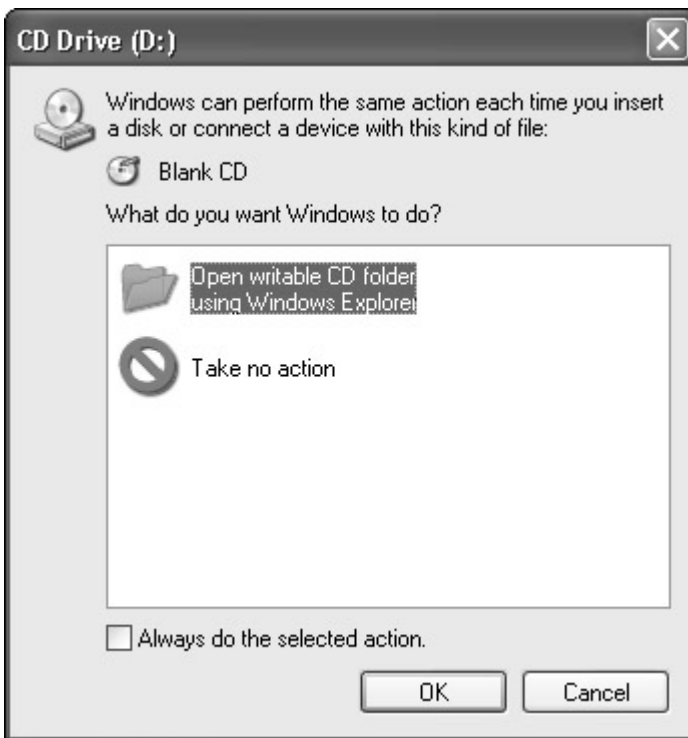 CD Drive (D:)
Windows can perform the same action each time you insert
a disk or connect a device with this kind of file:
Blank CD
What do you want Windows to do?
Open writable CD folder
using Windows Explorer
Take no action
Always do the selected action.
OK
Cancel